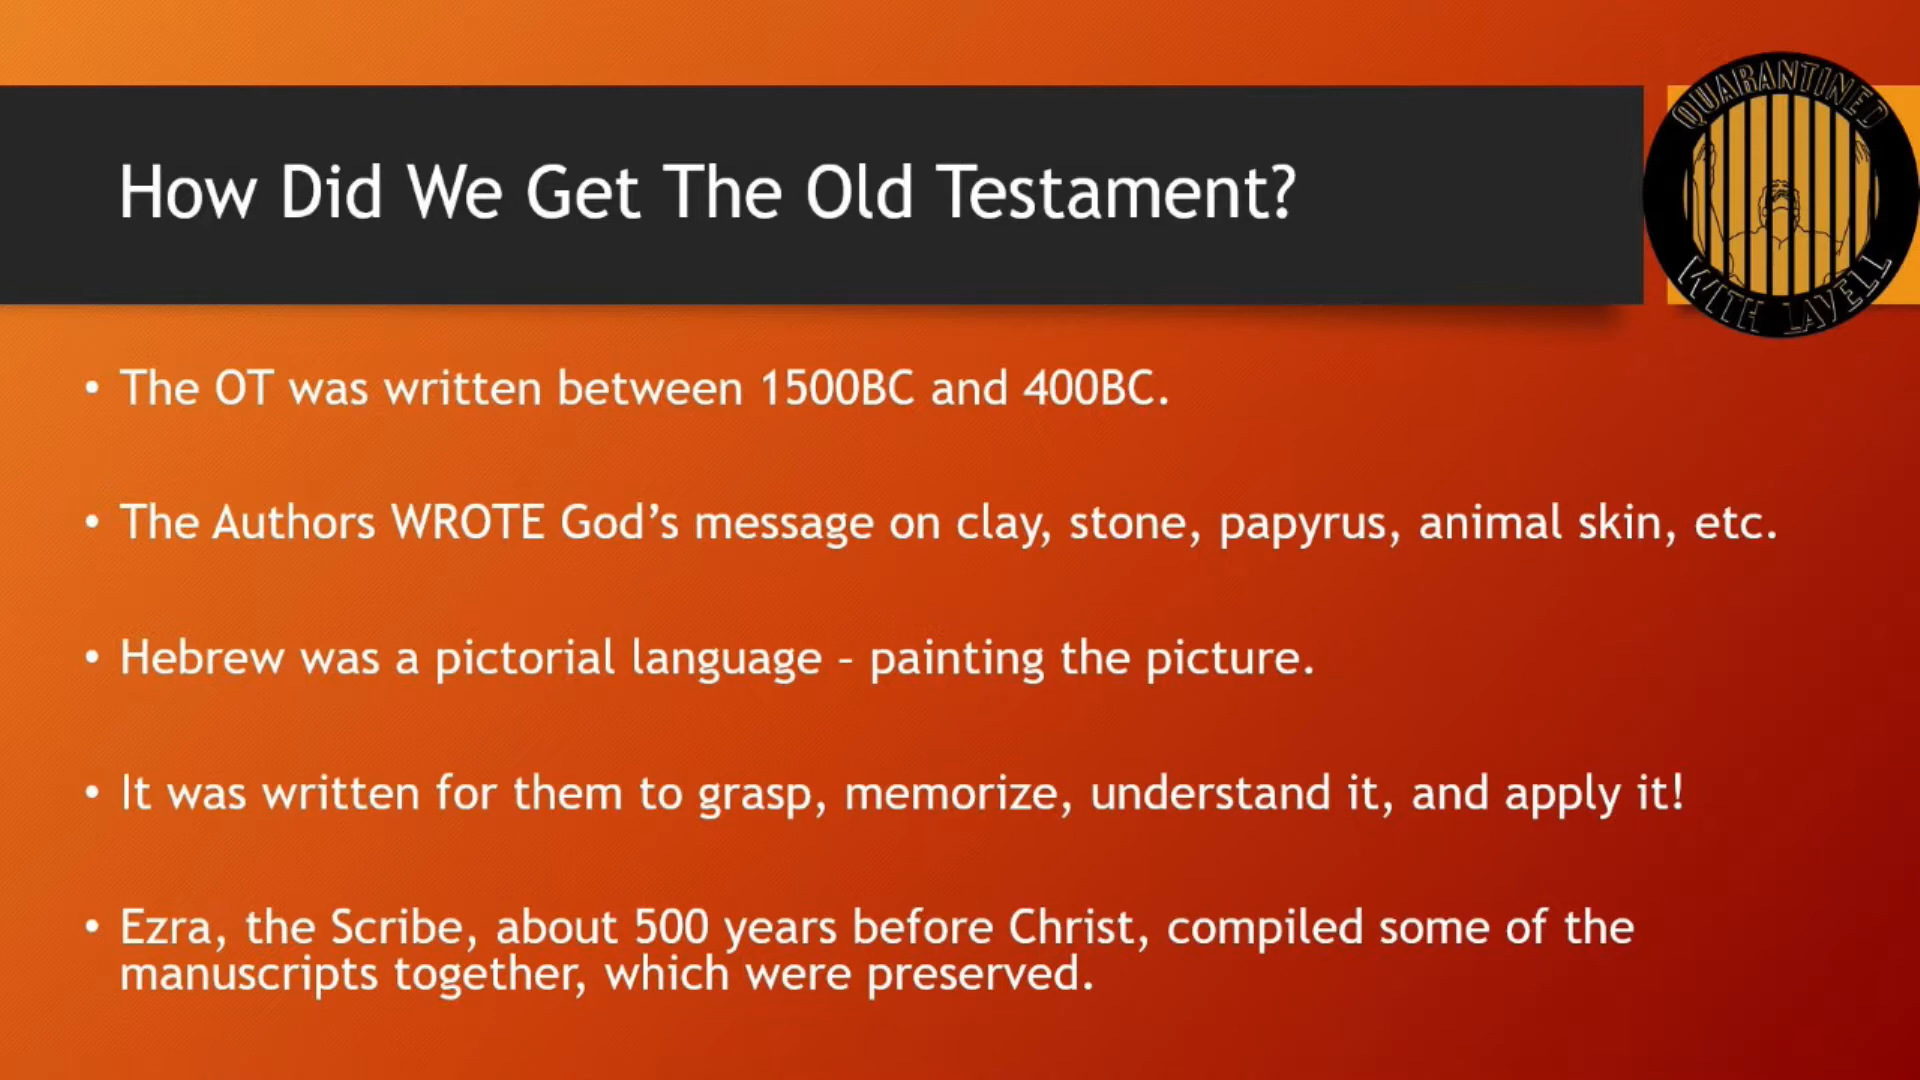 QUARANTINED
WITH LAVELL
How Did We Get The Old Testament?
• The OT was written between 1500BC and 400BC.
• The Authors WROTE God’s message on clay, stone, papyrus, animal skin, etc.
• Hebrew was a pictorial language – painting the picture.
• It was written for them to grasp, memorize, understand it, and apply it!
• Ezra, the Scribe, about 500 years before Christ, compiled some of the
manuscripts together, which were preserved.